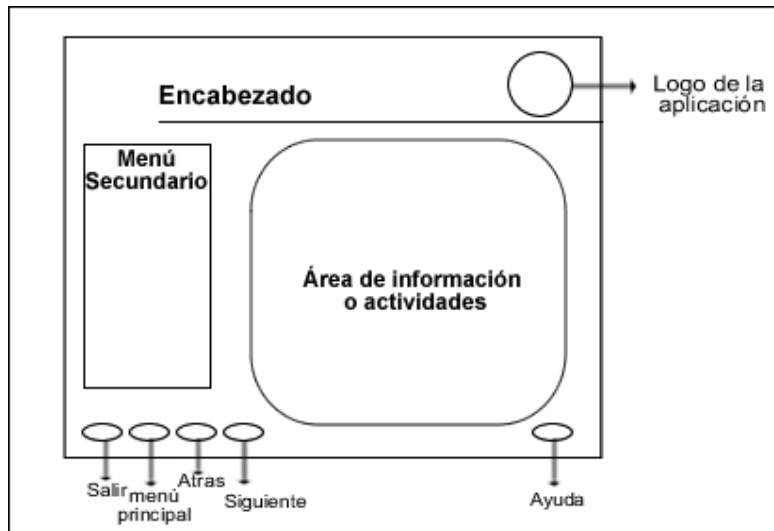 Encabezado
Logo de la
aplicación
Menú
Secundario
Área de información
o actividades
Salir
menú
principal
Atras
Siguiente
Ayuda